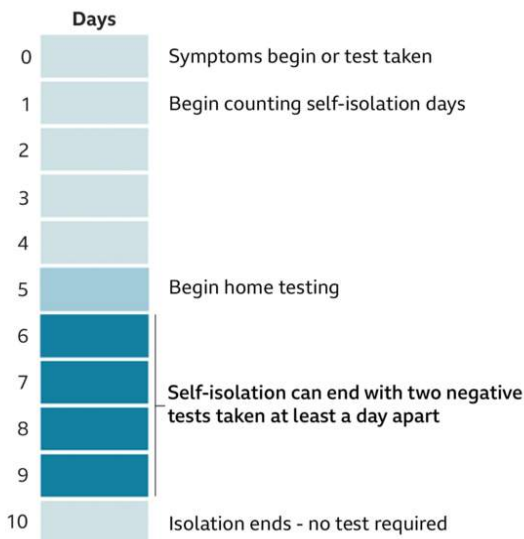 Days
0 Symptoms begin or test taken
1 Begin counting self-isolation days
2
3
4
5 Begin home testing
6
7
Self-isolation can end with two negative
tests taken at least a day apart
8
9
10 Isolation ends - no test required